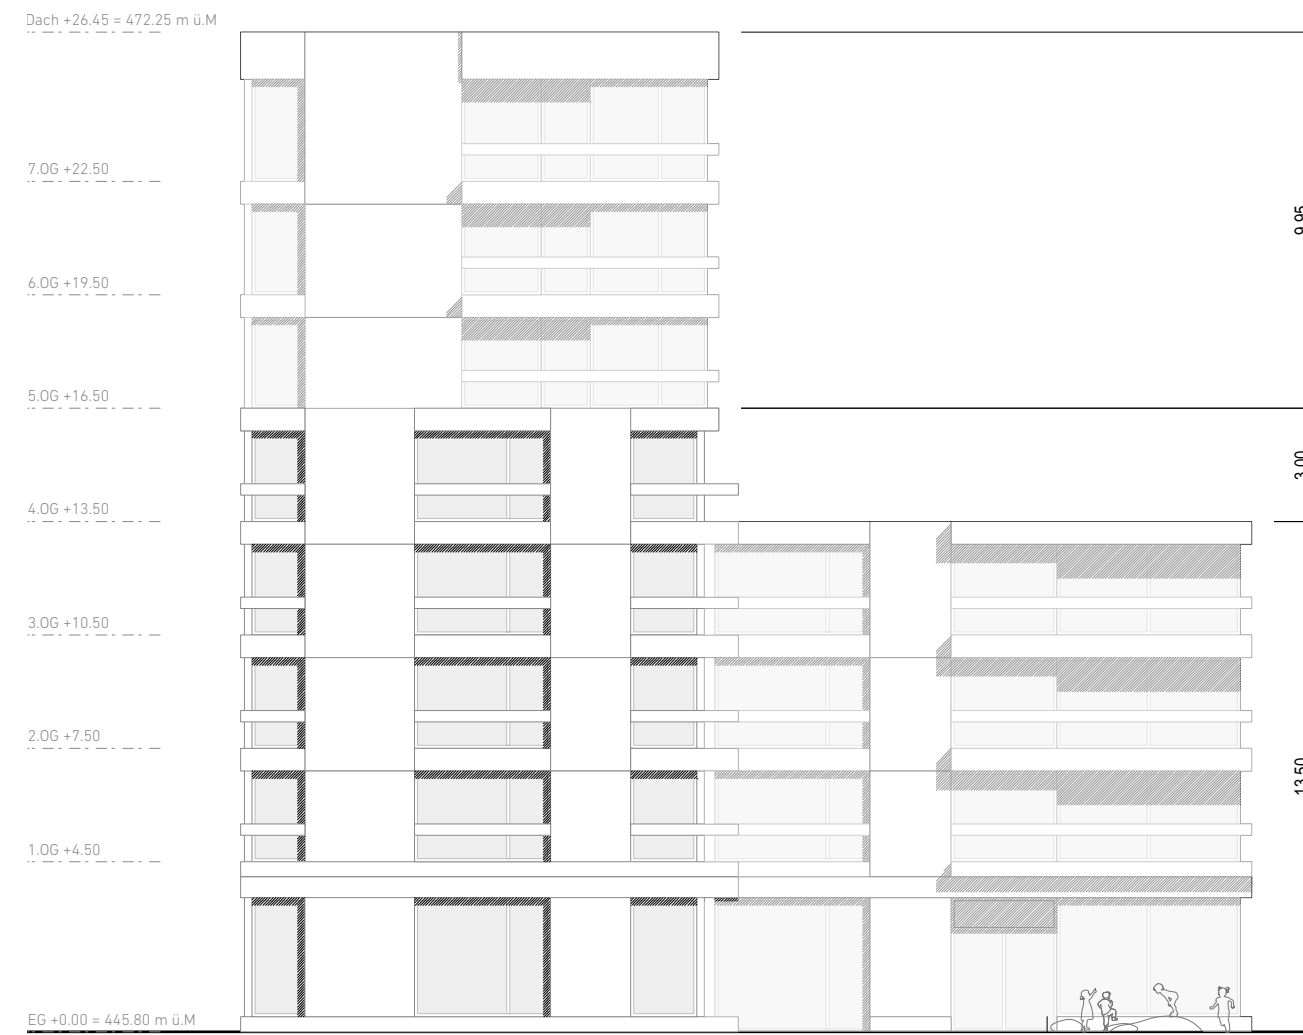 Dach +26.45 = 472.25 m ü.M
7.OG +22.50
9.95
6.OG +19.50
5.OG +16.50
3.00
4.OG +13.50
3.OG +10.50
2.OG +7.50
13.50
1.OG +4.50
EG +0.00 = 445.80 m ü.M